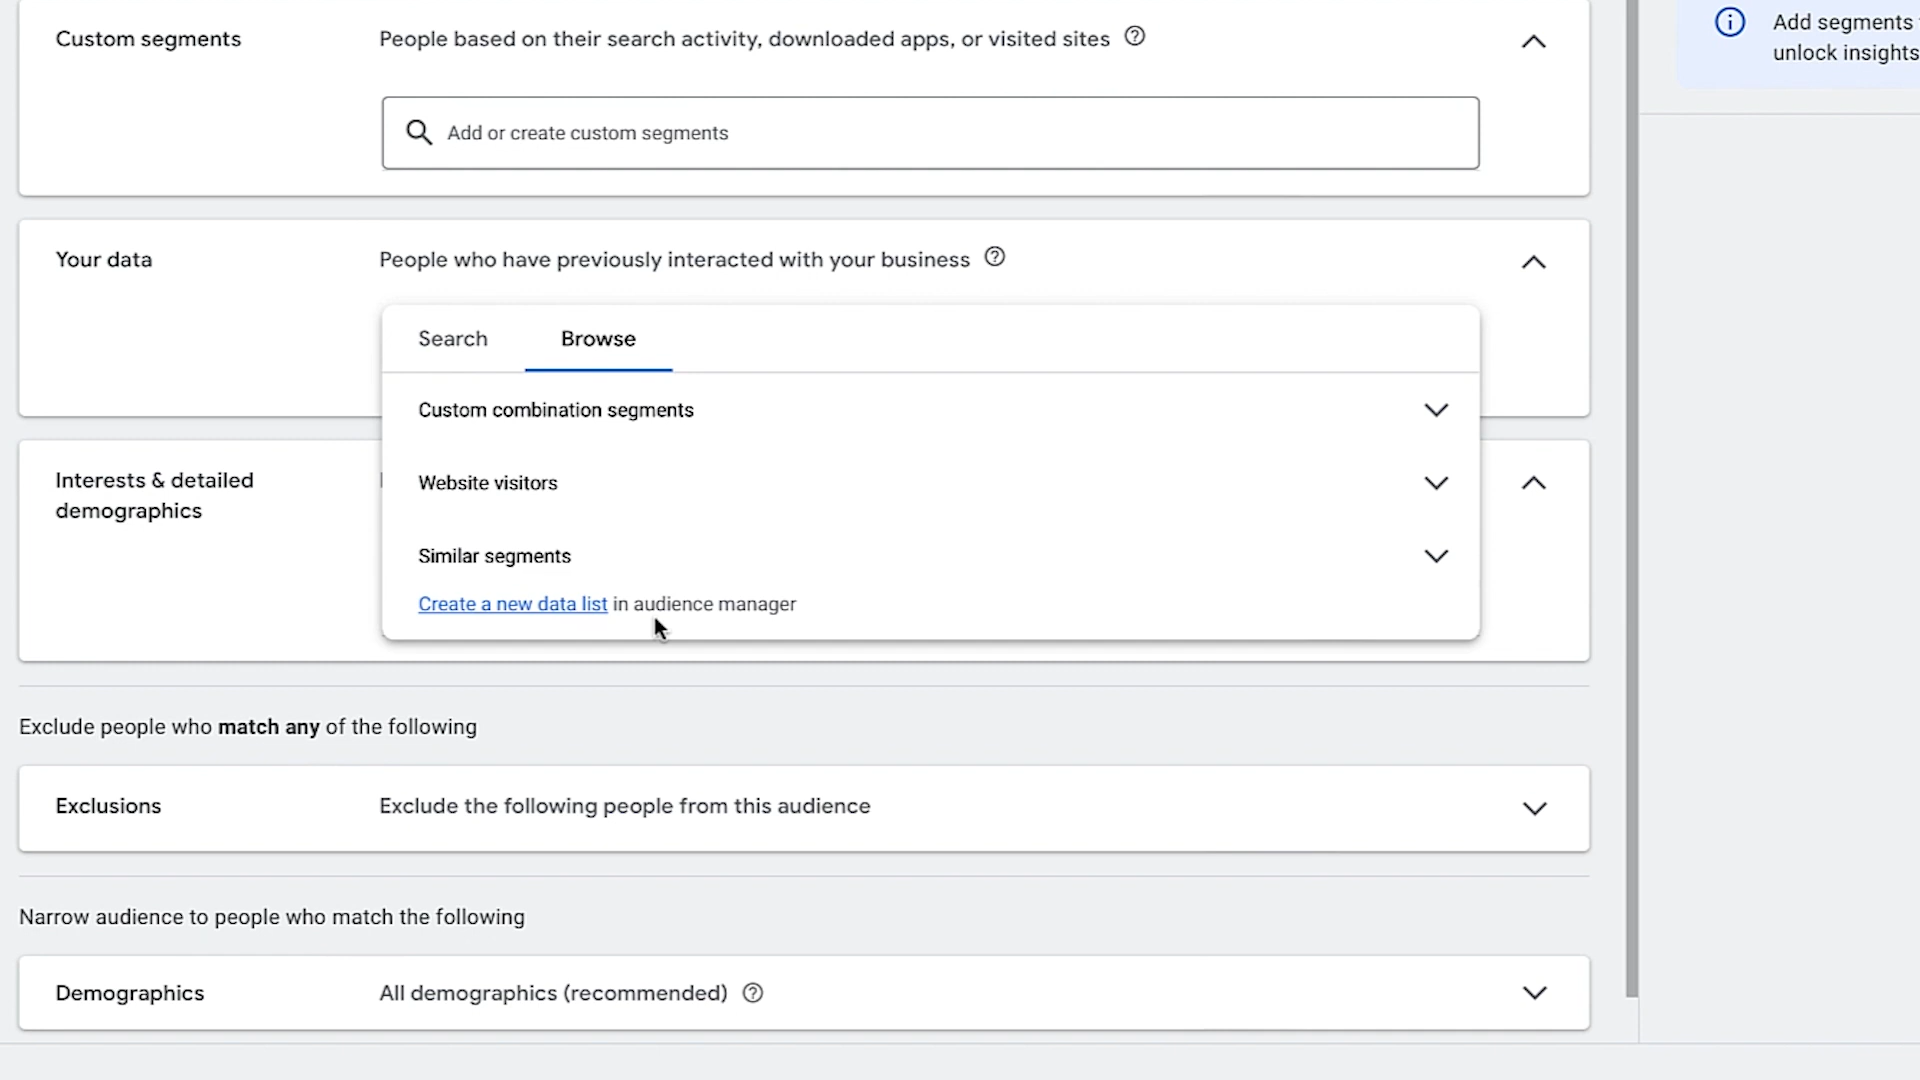 Custom segments
People based on their search activity, downloaded apps, or visited sites
Add or create custom segments
Add segments
unlock insights
Your data
People who have previously interacted with your business
Search
Browse
Custom combination segments
Website visitors
Similar segments
Create a new data list in audience manager
Interests & detailed
demographics
Exclude people who match any of the following
Exclusions
Exclude the following people from this audience
Narrow audience to people who match the following
Demographics
All demographics (recommended)